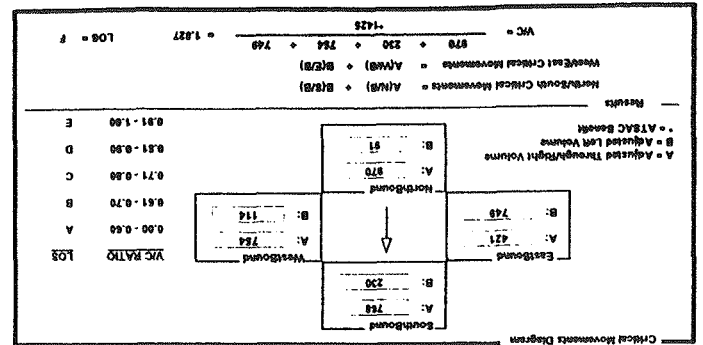 Critical Movements Diagram
SouthBound
A: 768
B: 230
EastBound
A: 421
B: 749
WestBound
A: 754
B: 114
NorthBound
A: 970
B: 91
V/C RATIO LOS
0.00 - 0.60 A
0.61 - 0.70 B
0.71 - 0.80 C
0.81 - 0.90 D
0.91 - 1.00 E
A = Adjusted Through/Right Volume
B = Adjusted Left Volume
* = ATSAC Benefit
Results
North/South Critical Movements = A(N/B) + B(S/B)
West/East Critical Movements = A(W/B) + B(E/B)
V/C = 970 + 230 + 754 + 749 = 1.827 LOS = F
*1425